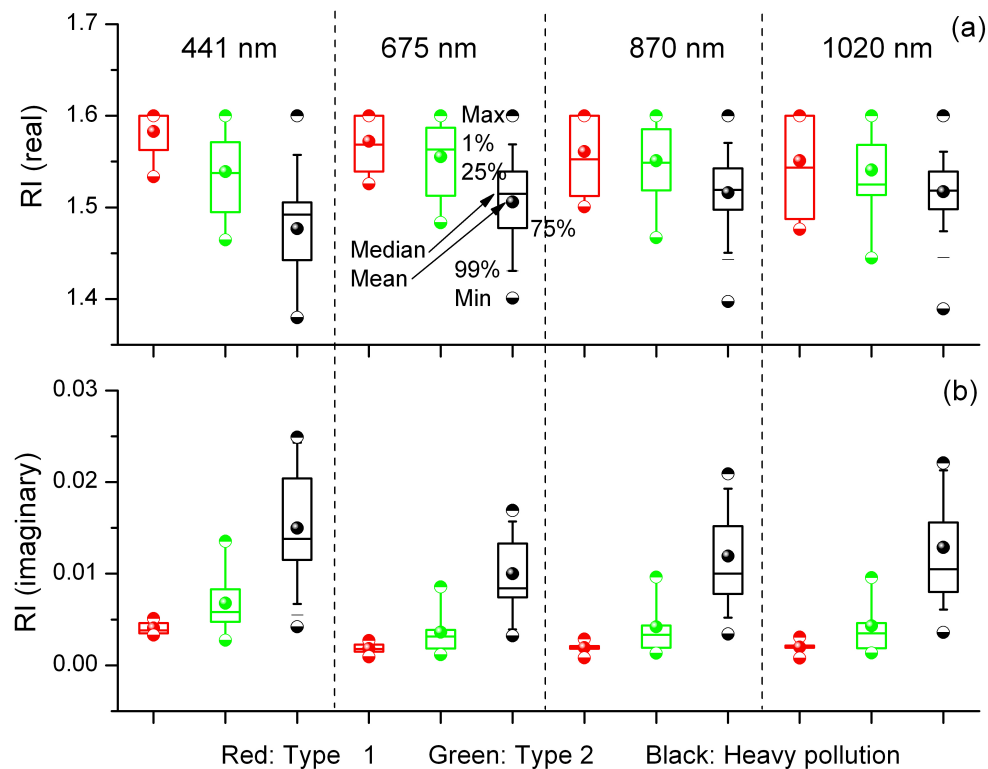 (a)
441 nm 675 nm 870 nm 1020 nm
1.7
1.6
1.5
1.4
RI (real)
Max
1%
25%
75%
Median
Mean
99%
Min
(b)
0.03
0.02
0.01
0.00
RI (imaginary)
Red: Type 1 Green: Type 2 Black: Heavy pollution